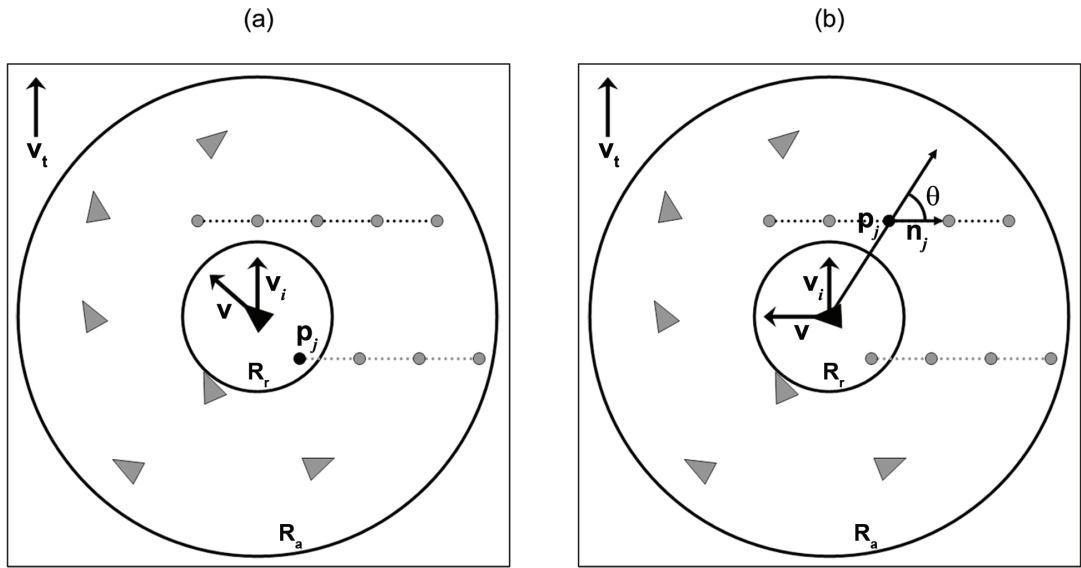 (a)
(b)
v_t
v_i
v
p_j
R_r
R_a
v_t
θ
p_j
n_j
v_i
v
R_r
R_a